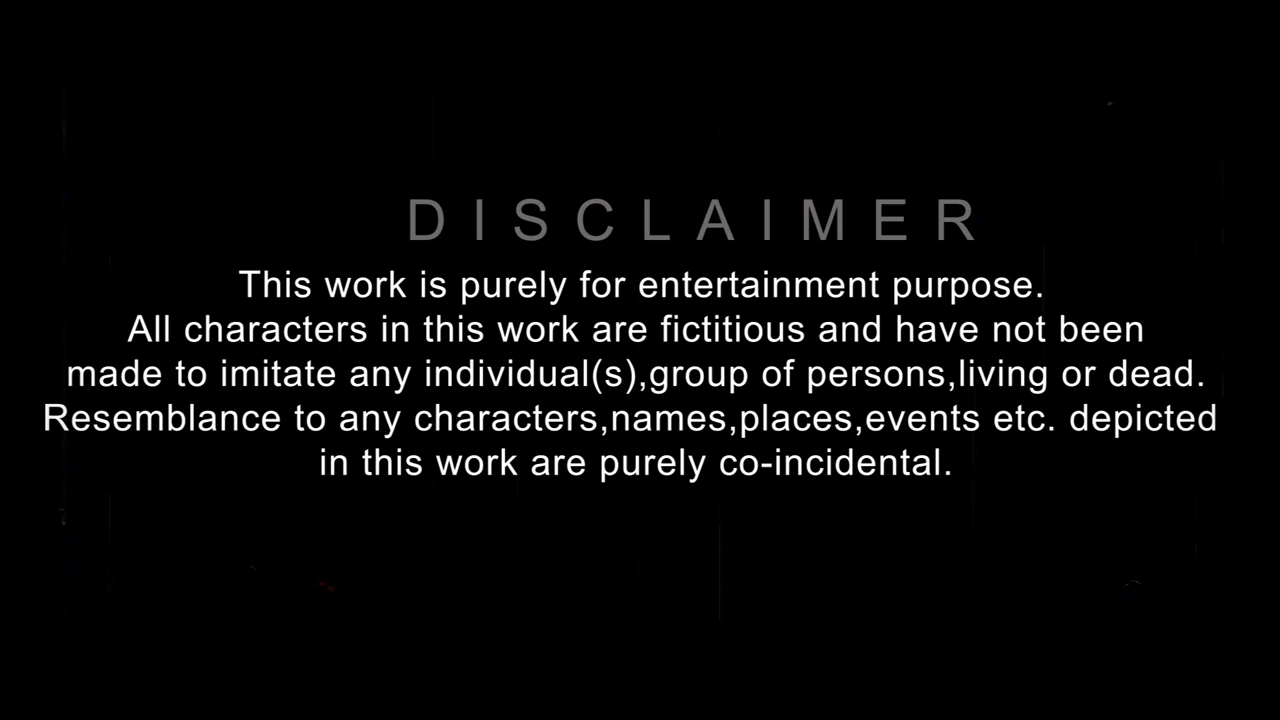 DISCLAIMER
This work is purely for entertainment purpose.
All characters in this work are fictitious and have not been
made to imitate any individual(s),group of persons,living or dead.
Resemblance to any characters,names,places,events etc. depicted
in this work are purely co-incidental.